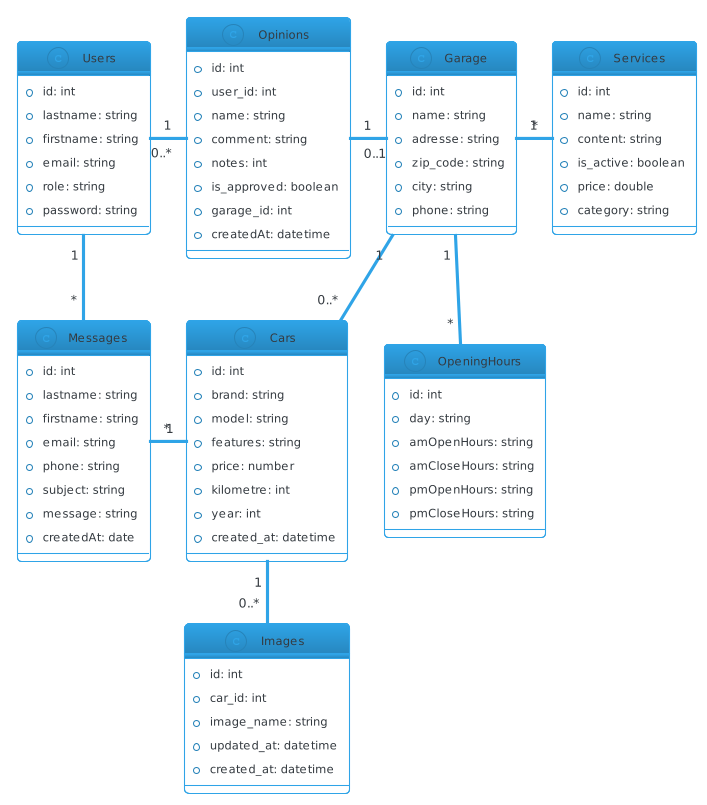 Users
id: int
lastname: string
firstname: string
email: string
role: string
password: string
1
0..*
Opinions
id: int
user_id: int
name: string
comment: string
notes: int
is_approved: boolean
garage_id: int
createdAt: datetime
1
0..1
Garage
id: int
name: string
adresse: string
zip_code: string
city: string
phone: string
1
*
Services
id: int
name: string
content: string
is_active: boolean
price: double
category: string
1
*
1
0..*
1
*
Messages
id: int
lastname: string
firstname: string
email: string
phone: string
subject: string
message: string
createdAt: date
*
1
Cars
id: int
brand: string
model: string
features: string
price: number
kilometre: int
year: int
created_at: datetime
OpeningHours
id: int
day: string
amOpenHours: string
amCloseHours: string
pmOpenHours: string
pmCloseHours: string
1
0..*
Images
id: int
car_id: int
image_name: string
updated_at: datetime
created_at: datetime